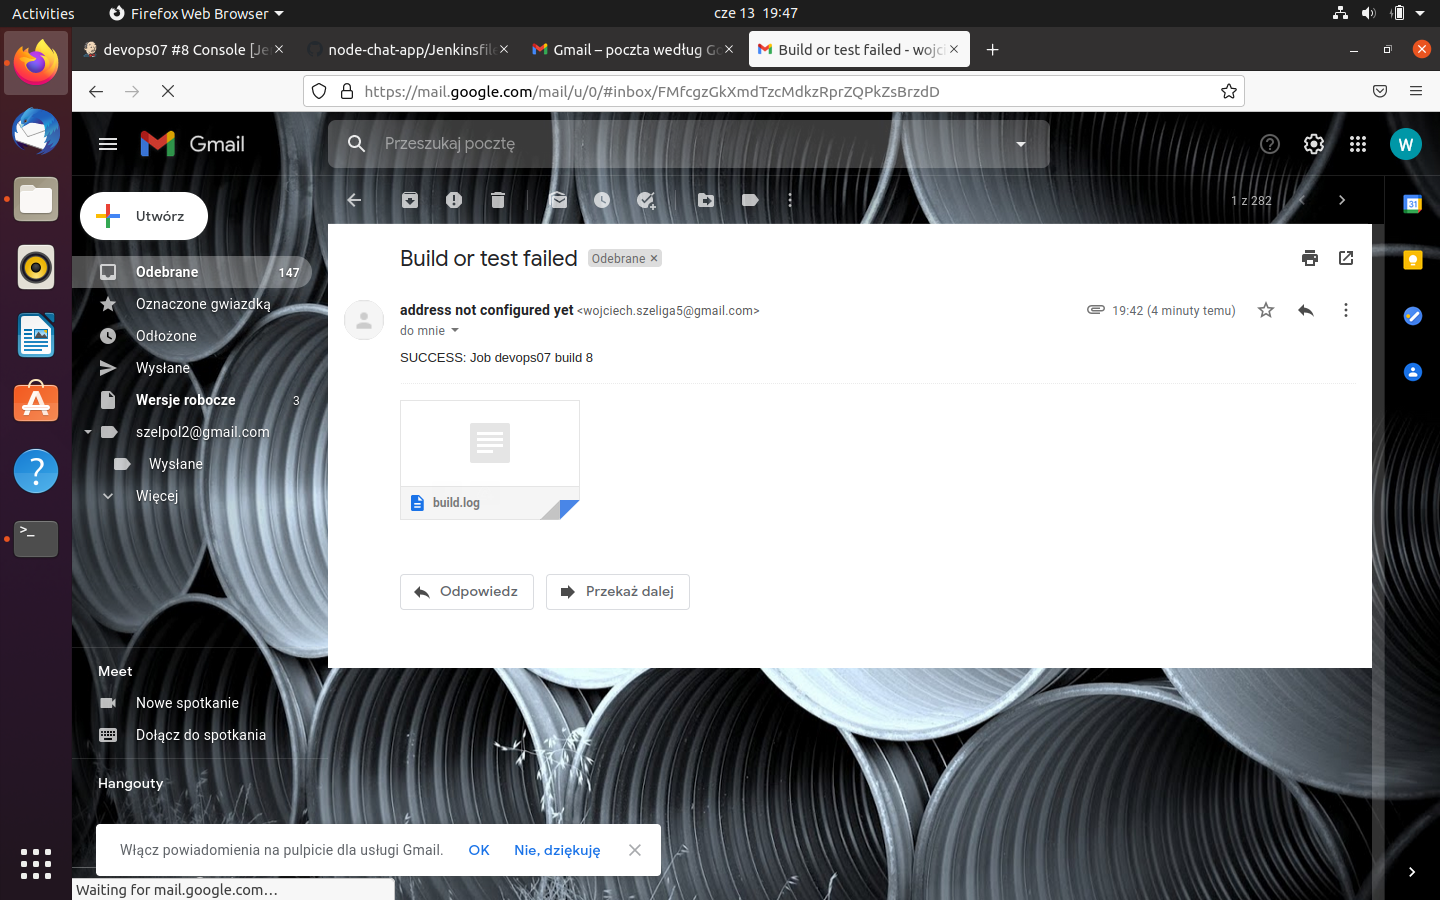 Activities
Firefox Web Browser
cze 13 19:47
devops07 #8 Console [Je
node-chat-app/Jenkinsfile
Gmail – poczta według Go
Build or test failed - wojci
https://mail.google.com/mail/u/0/#inbox/FMfcgzGkXmdTzcMdkzRprZQPkZsBrzdD
Gmail
Przeszukaj pocztę
W
Utwórz
1 z 282
31
Odebrane 147
Oznaczone gwiazdką
Odłożone
Wysłane
Wersje robocze 3
szelpol2@gmail.com
Wysłane
Więcej
Build or test failed
Odebrane ×
address not configured yet <wojciech.szeliga5@gmail.com>
19:42 (4 minuty temu)
do mnie
SUCCESS: Job devops07 build 8
build.log
Odpowiedz
Przekaż dalej
Meet
Nowe spotkanie
Dołącz do spotkania
Hangouty
Włącz powiadomienia na pulpicie dla usługi Gmail. OK Nie, dziękuję
Waiting for mail.google.com…